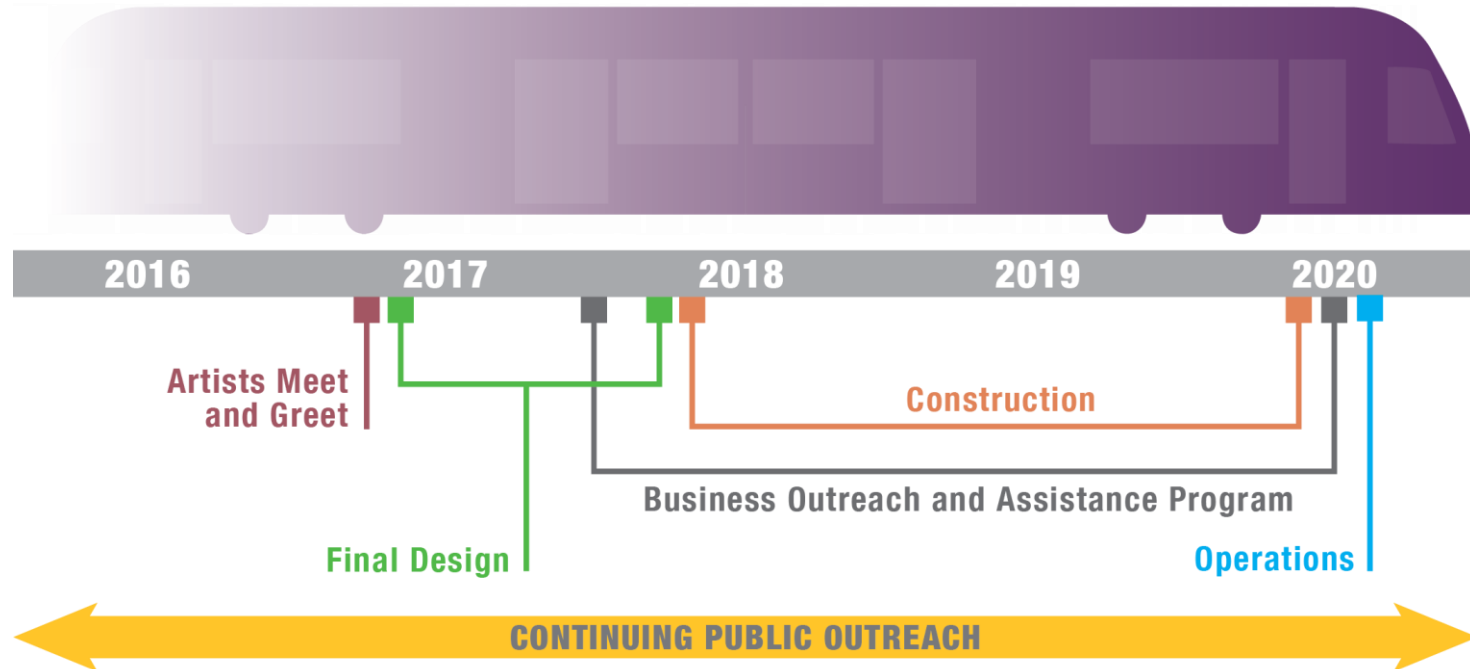 2016 2017 2018 2019 2020
Artists Meet
and Greet
Construction
Business Outreach and Assistance Program
Final Design
Operations
CONTINUING PUBLIC OUTREACH